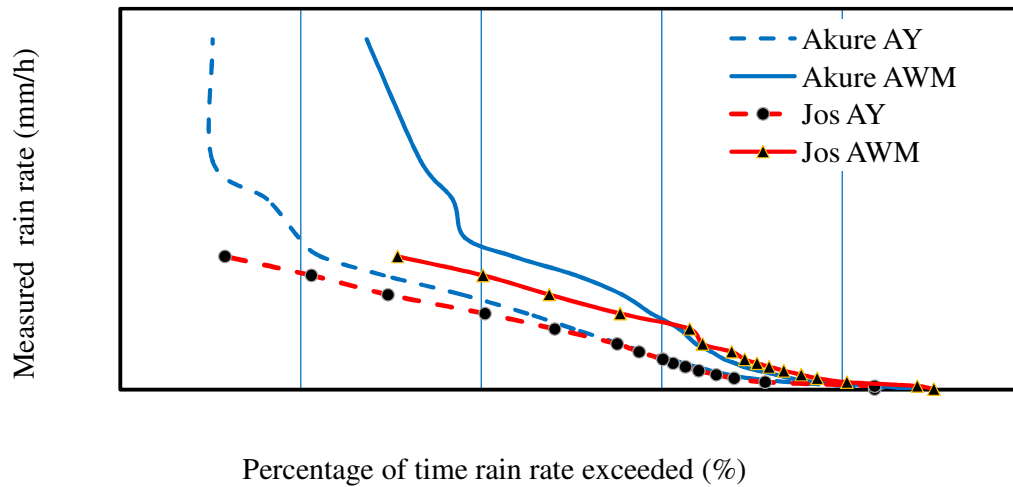 Akure AY
Akure AWM
Jos AY
Jos AWM
Measured rain rate (mm/h)
Percentage of time rain rate exceeded (%)